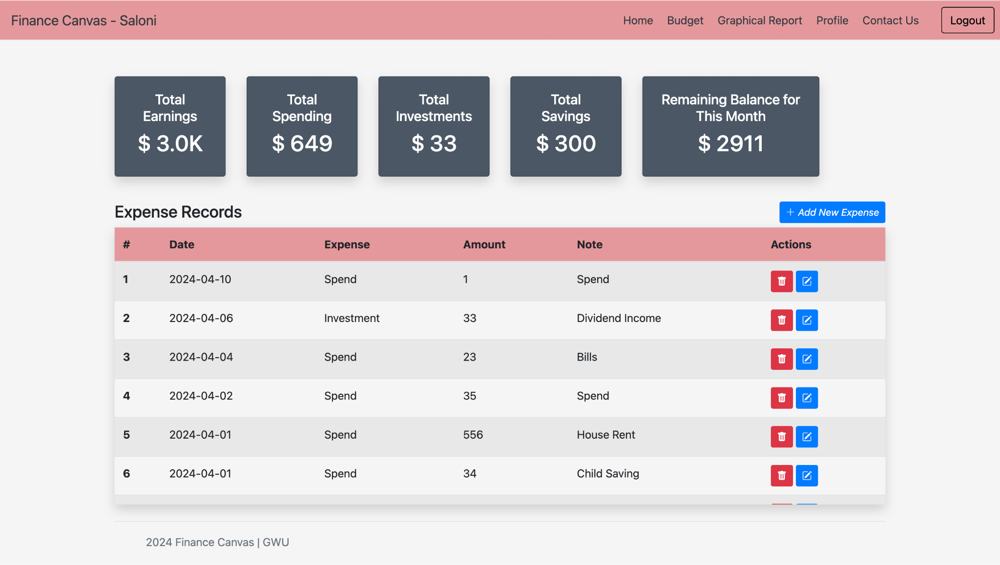 Finance Canvas - Saloni
Home Budget Graphical Report Profile Contact Us Logout
Total
Earnings
$ 3.0K
Total
Spending
$ 649
Total
Investments
$ 33
Total
Savings
$ 300
Remaining Balance for
This Month
$ 2911
Expense Records
+ Add New Expense
# Date Expense Amount Note Actions
1 2024-04-10 Spend 1 Spend
2 2024-04-06 Investment 33 Dividend Income
3 2024-04-04 Spend 23 Bills
4 2024-04-02 Spend 35 Spend
5 2024-04-01 Spend 556 House Rent
6 2024-04-01 Spend 34 Child Saving
2024 Finance Canvas | GWU